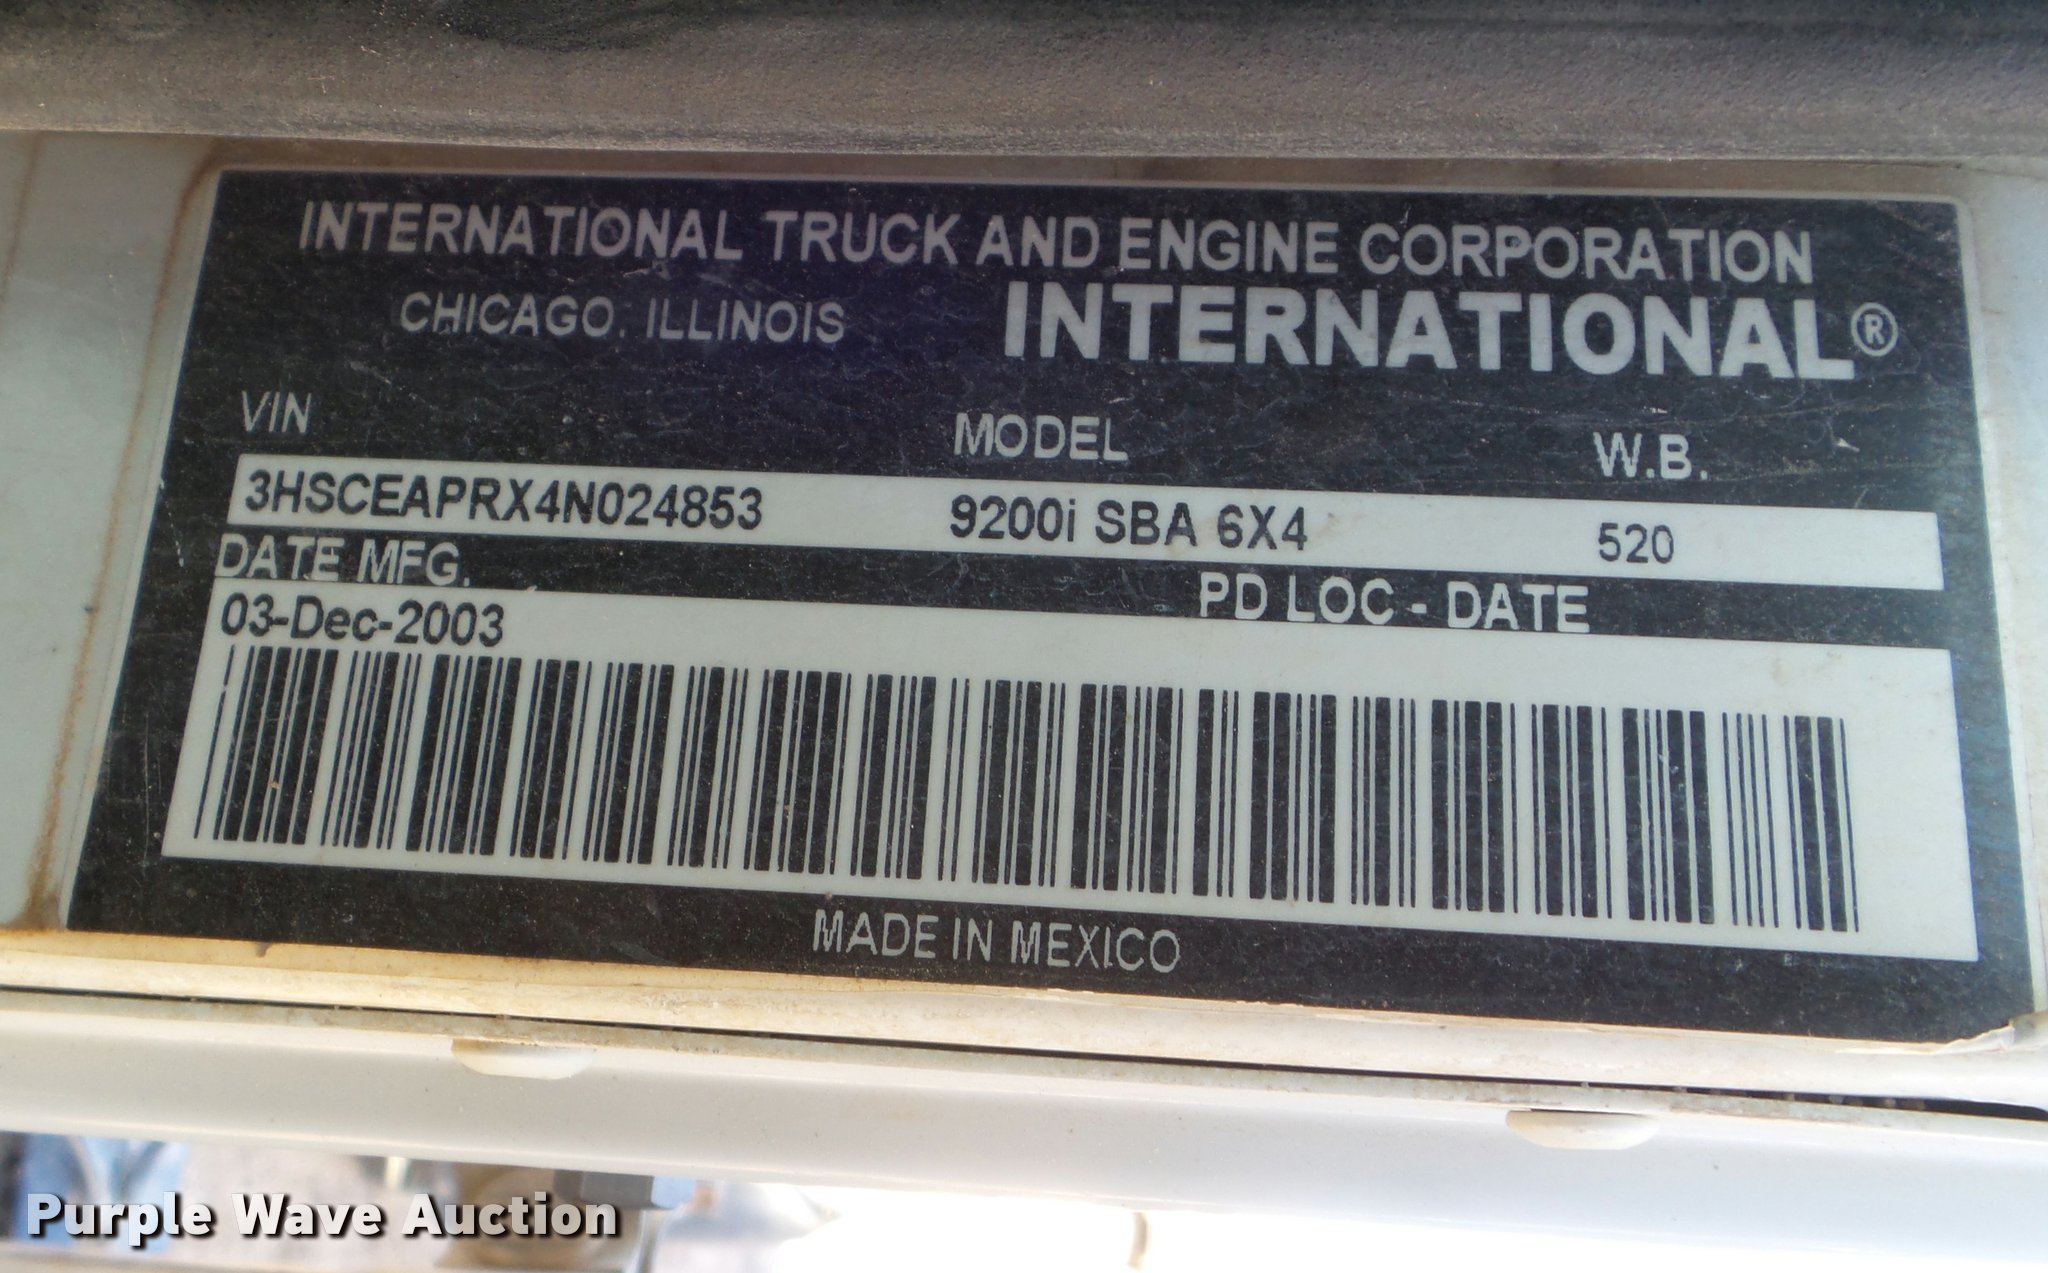 INTERNATIONAL TRUCK AND ENGINE CORPORATION
CHICAGO, ILLINOIS INTERNATIONAL®
VIN MODEL W.B.
3HSCEAPRX4N024853 9200i SBA 6X4 520
DATE MFG. PD LOC - DATE
03-Dec-2003
MADE IN MEXICO
Purple Wave Auction